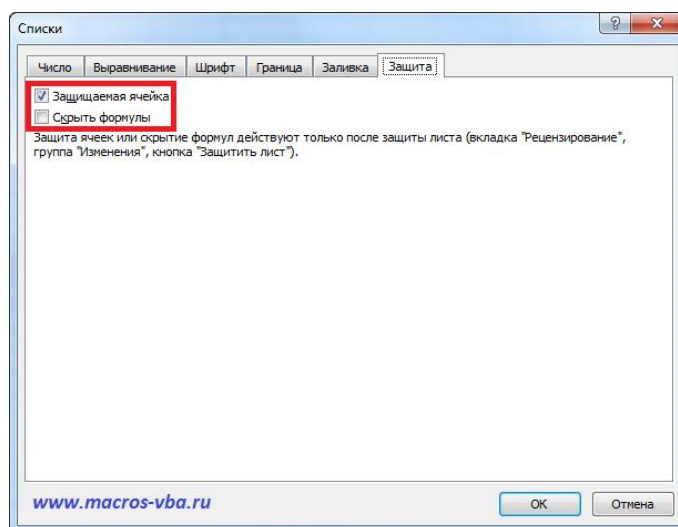 Списки
Число Выравнивание Шрифт Граница Заливка Защита
Защищаемая ячейка
Скрыть формулы
Защита ячеек или скрытие формул действуют только после защиты листа (вкладка "Рецензирование",
группа "Изменения", кнопка "Защитить лист").
www.macros-vba.ru
ОК Отмена